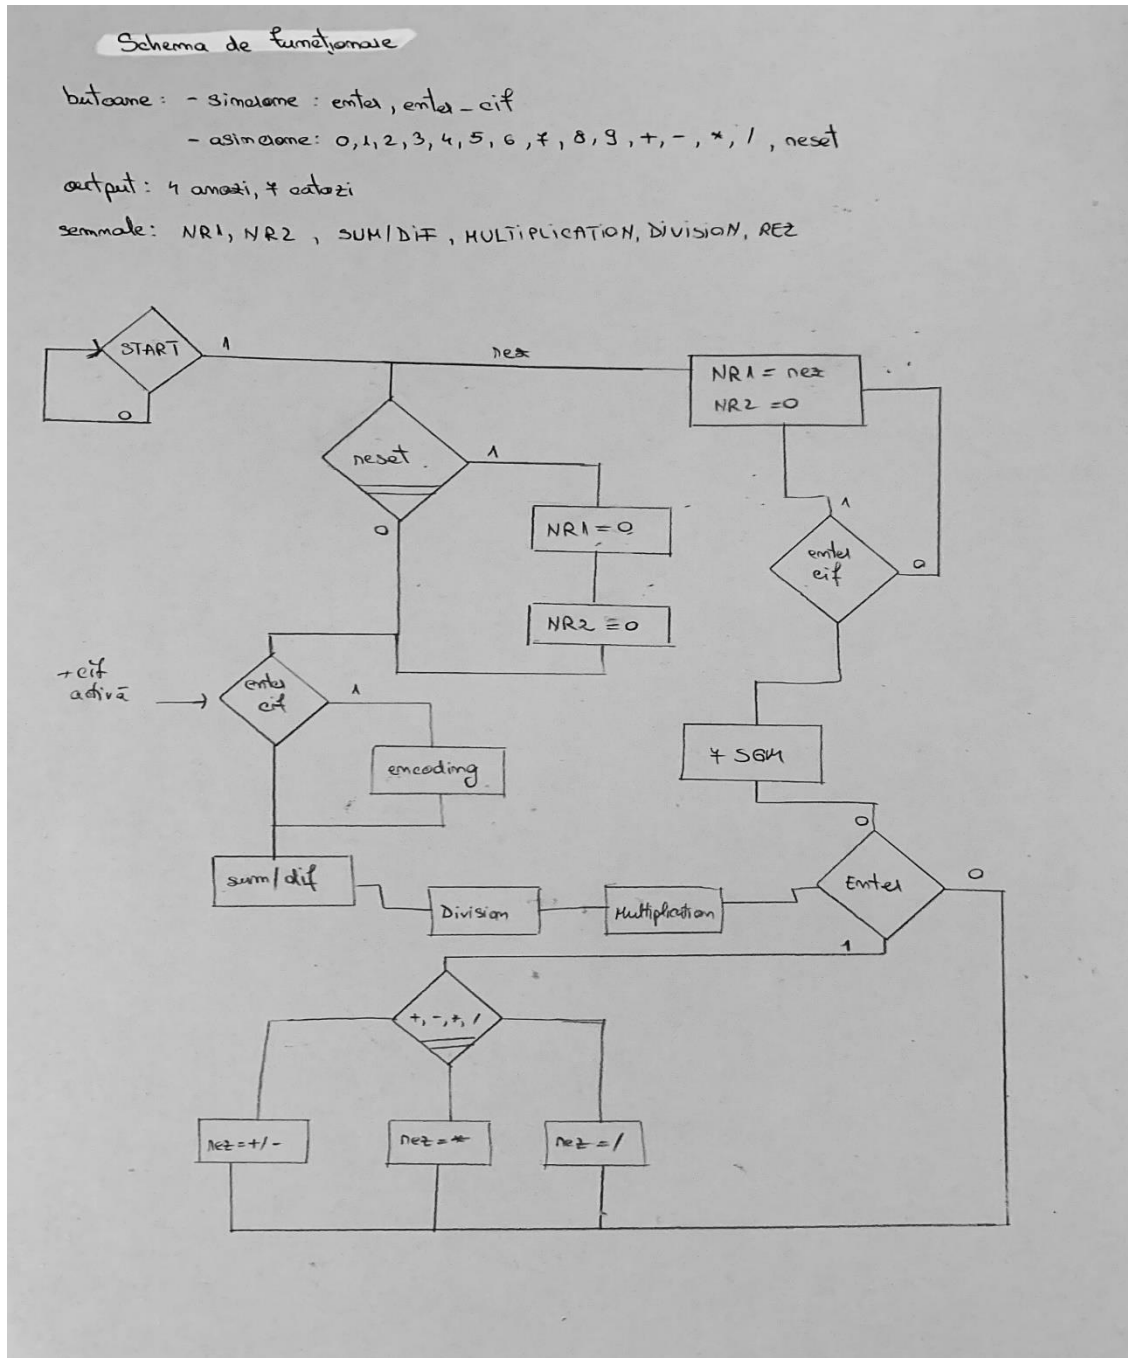 Schema de funcționare
butoane: - sincrone : enter, enter_cif
- asincrone: 0,1,2,3,4,5,6,7,8,9,+,-,*,/, reset
output: 4 anozi, 7 catozi
semnale: NR1, NR2, SUM/DIF, MULTIPLICATION, DIVISION, REZ
START
1
0
rez
NR1 = rez
NR2 = 0
reset
1
0
NR1 = 0
NR2 = 0
1
enter
cif
0
+cif
activă
enter
cif
1
encoding
7 SGM
0
sum/dif
Division
Multiplication
Enter
0
1
+,-,*,/
rez=+/-
rez=*
rez=/